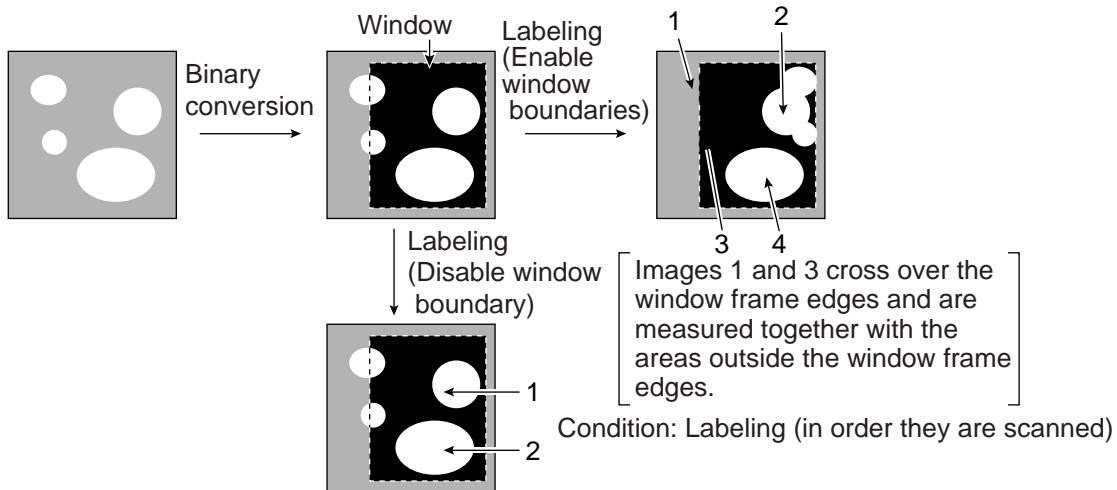 Window
Binary
conversion
Labeling
(Enable
window
boundaries)
1
2
3
4
Labeling
(Disable window
boundary)
Images 1 and 3 cross over the
window frame edges and are
measured together with the
areas outside the window frame
edges.
1
2
Condition: Labeling (in order they are scanned)